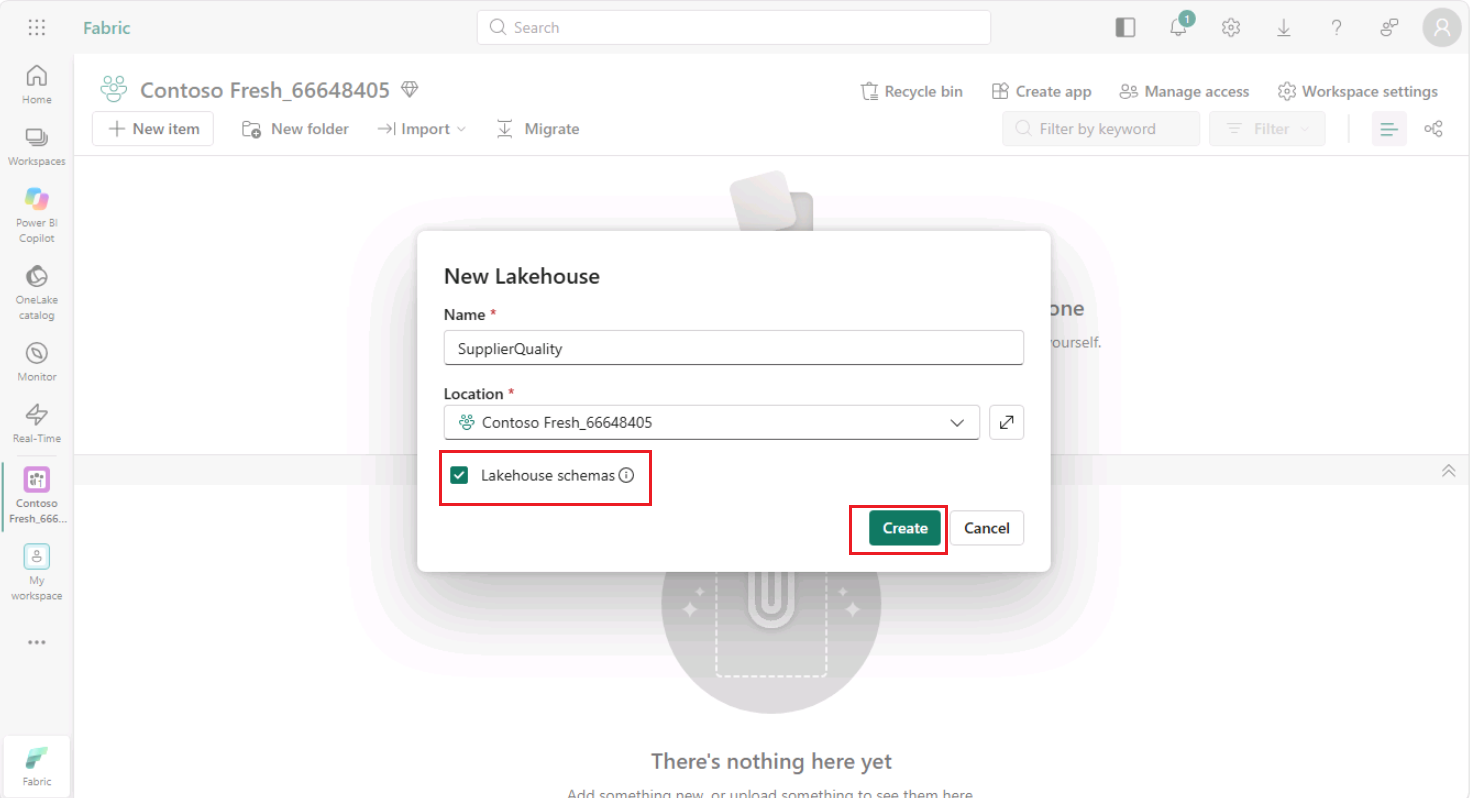 Fabric
Search
1
Home
Workspaces
Power BI
Copilot
OneLake
catalog
Monitor
Real-Time
Contoso
Fresh_666...
My
workspace
Fabric
Contoso Fresh_66648405
Recycle bin
Create app
Manage access
Workspace settings
New item
New folder
Import
Migrate
Filter by keyword
Filter
one
yourself.
New Lakehouse
Name *
SupplierQuality
Location *
Contoso Fresh_66648405
Lakehouse schemas
Create
Cancel
There's nothing here yet
Add something new, or upload something to see them here.